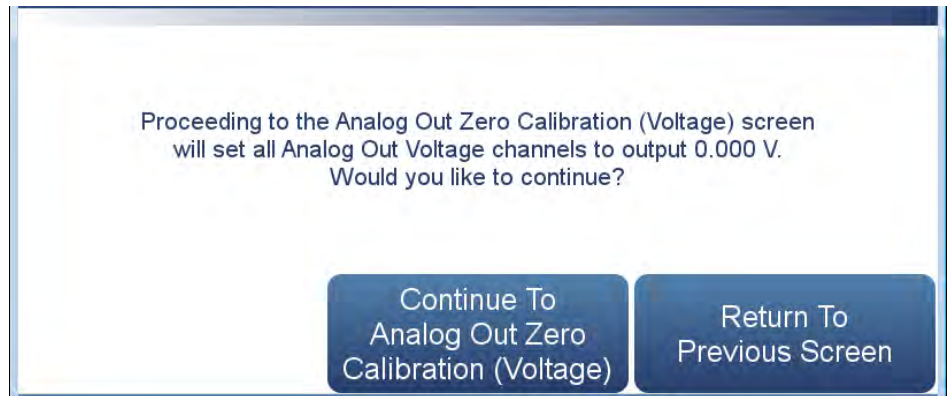 Proceeding to the Analog Out Zero Calibration (Voltage) screen
will set all Analog Out Voltage channels to output 0.000 V.
Would you like to continue?
Continue To
Analog Out Zero
Calibration (Voltage)
Return To
Previous Screen